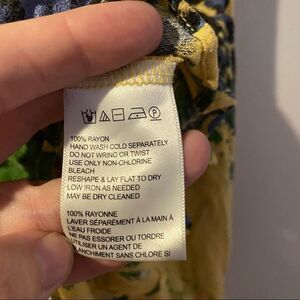 100% RAYON
HAND WASH COLD SEPARATELY
DO NOT WRING OR TWIST
USE ONLY NON-CHLORINE
BLEACH
RESHAPE & LAY FLAT TO DRY
LOW IRON AS NEEDED
MAY BE DRY CLEANED
100% RAYONNE
LAVER SÉPARÉMENT À LA MAIN À
L'EAU FROIDE
NE PAS ESSORER OU TORDRE
UTILISER UN AGENT DE
BLANCHIMENT SANS CHLORE SI